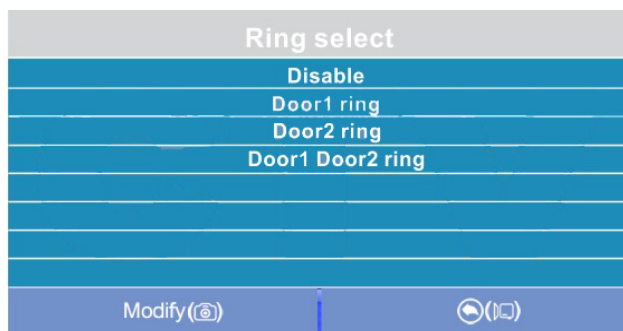 Ring select
Disable
Door1 ring
Door2 ring
Door1 Door2 ring
Modify()
()